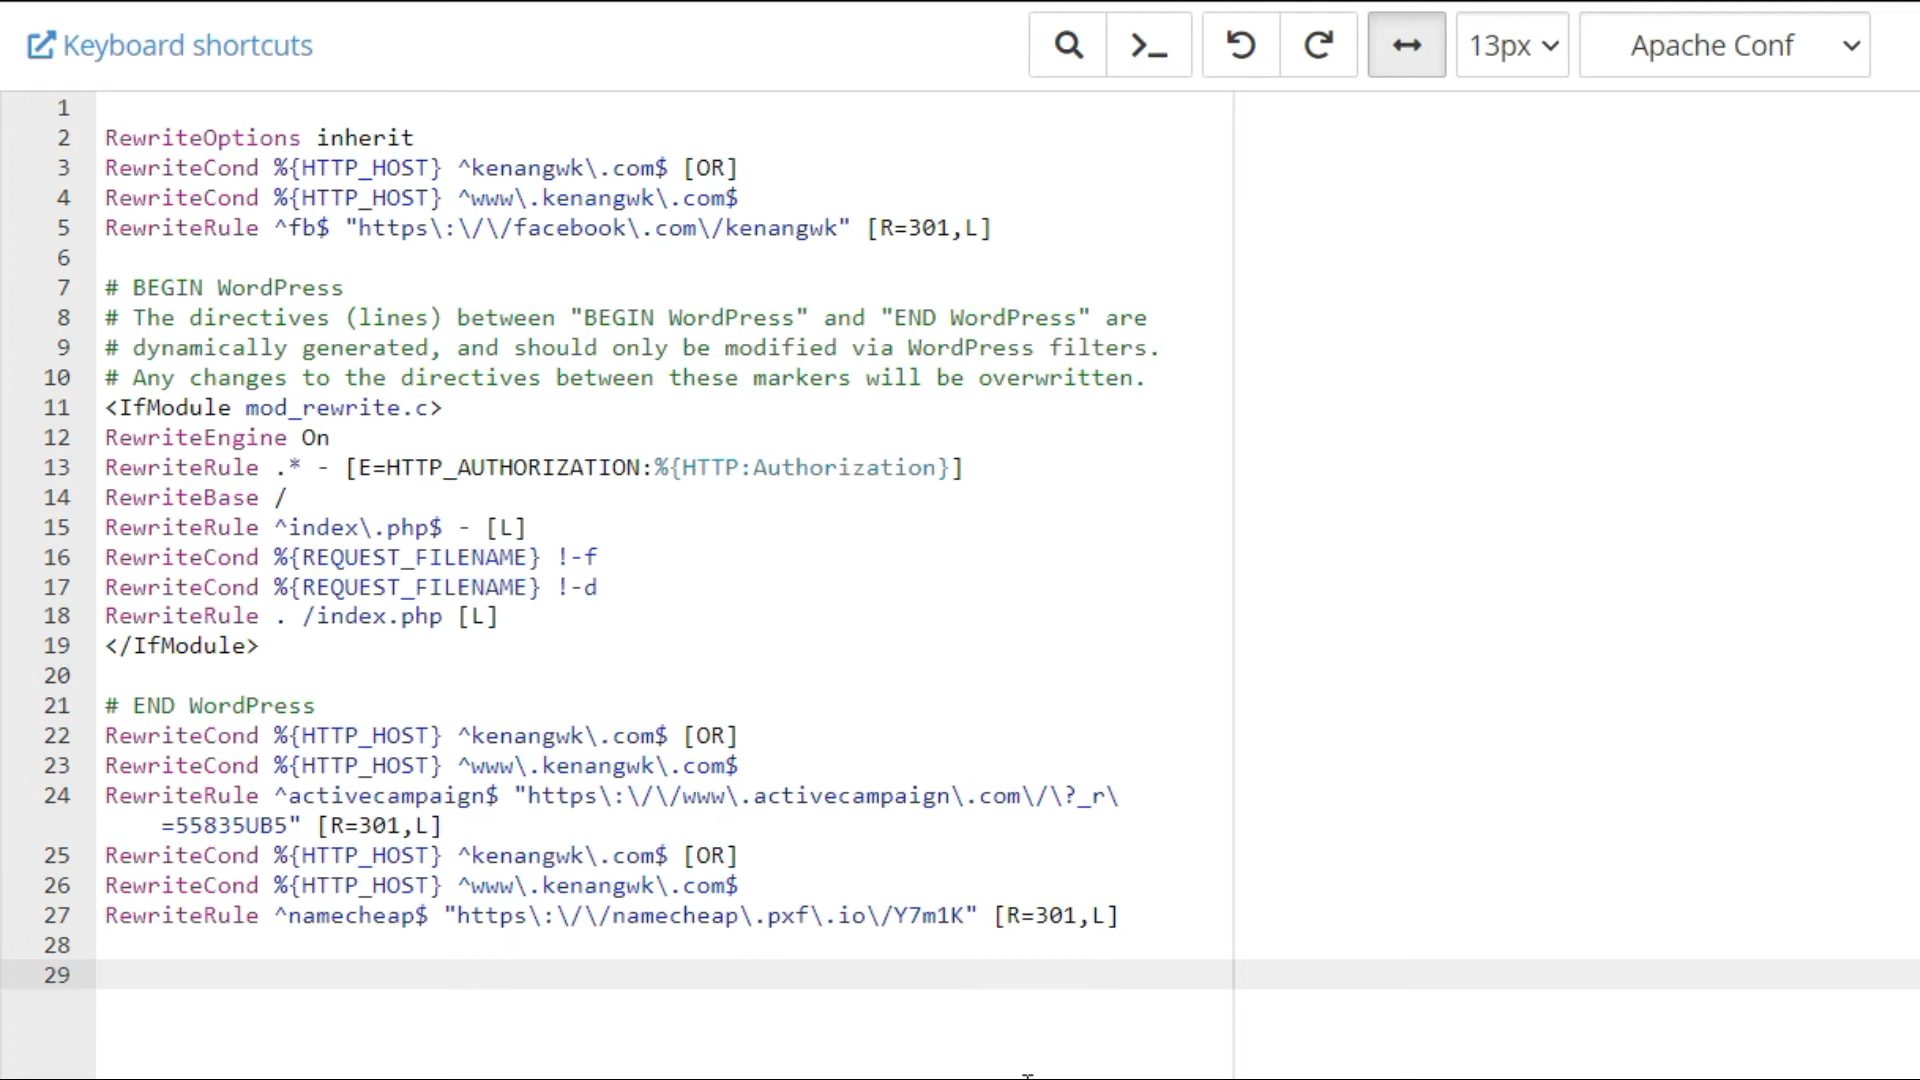 Keyboard shortcuts
13px
Apache Conf
1
2 RewriteOptions inherit
3 RewriteCond %{HTTP_HOST} ^kenangwk\.com$ [OR]
4 RewriteCond %{HTTP_HOST} ^www\.kenangwk\.com$
5 RewriteRule ^fb$ "https\:\/\/facebook\.com\/kenangwk" [R=301,L]
6
7 # BEGIN WordPress
8 # The directives (lines) between "BEGIN WordPress" and "END WordPress" are
9 # dynamically generated, and should only be modified via WordPress filters.
10 # Any changes to the directives between these markers will be overwritten.
11 <IfModule mod_rewrite.c>
12 RewriteEngine On
13 RewriteRule .* - [E=HTTP_AUTHORIZATION:%{HTTP:Authorization}]
14 RewriteBase /
15 RewriteRule ^index\.php$ - [L]
16 RewriteCond %{REQUEST_FILENAME} !-f
17 RewriteCond %{REQUEST_FILENAME} !-d
18 RewriteRule . /index.php [L]
19 </IfModule>
20
21 # END WordPress
22 RewriteCond %{HTTP_HOST} ^kenangwk\.com$ [OR]
23 RewriteCond %{HTTP_HOST} ^www\.kenangwk\.com$
24 RewriteRule ^activecampaign$ "https\:\/\/www\.activecampaign\.com\/\?_r\
=55835UB5" [R=301,L]
25 RewriteCond %{HTTP_HOST} ^kenangwk\.com$ [OR]
26 RewriteCond %{HTTP_HOST} ^www\.kenangwk\.com$
27 RewriteRule ^namecheap$ "https\:\/\/namecheap\.pxf\.io\/Y7m1K" [R=301,L]
28
29